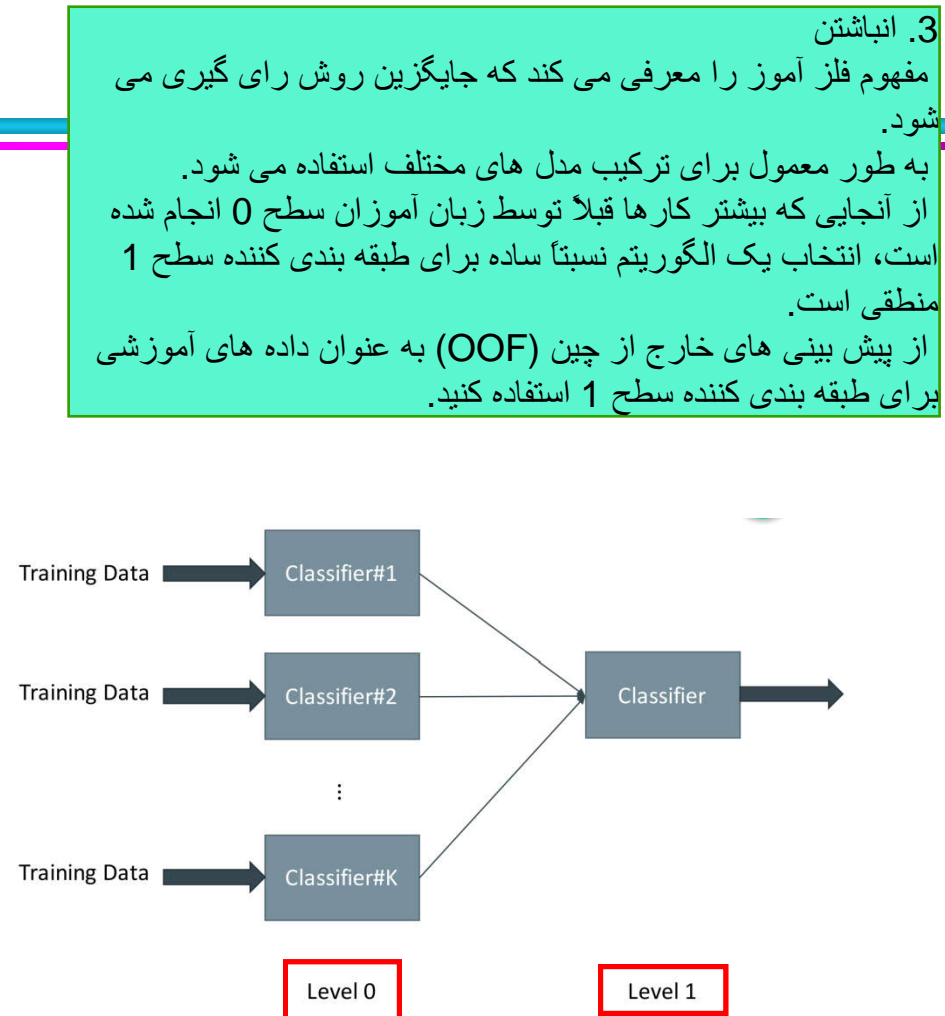 3. انباشتن
مفهوم فلز آموز را معرفی می کند که جایگزین روش رای گیری می
شود.
به طور معمول برای ترکیب مدل های مختلف استفاده می شود.
از آنجایی که بیشتر کارها قبلاً توسط زبان آموزان سطح 0 انجام شده
است، انتخاب یک الگوریتم نسبتاً ساده برای طبقه بندی کننده سطح 1
منطقی است.
از پیش بینی های خارج از چین (OOF) به عنوان داده های آموزشی
برای طبقه بندی کننده سطح 1 استفاده کنید.
Training Data
Classifier#1
Training Data
Classifier#2
Classifier
⋮
Training Data
Classifier#K
Level 0
Level 1